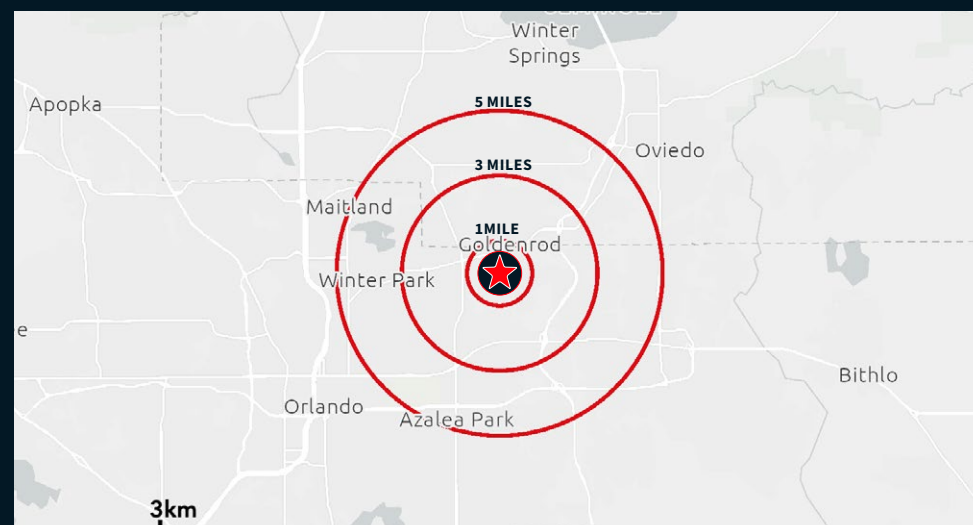 Winter
Springs
Apopka
5 MILES
Oviedo
3 MILES
Maitland
1MILE
Goldenrod
Winter Park
e
Bithlo
Orlando
Azalea Park
3km